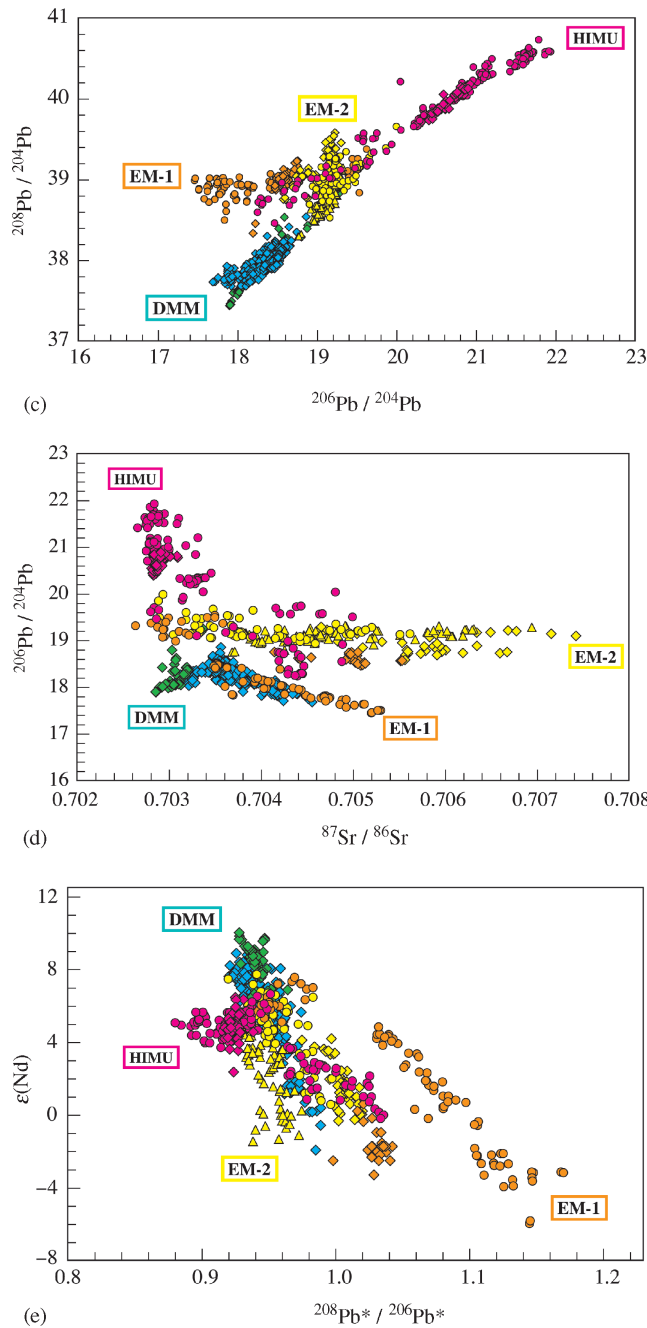 41
40
39
38
37
208Pb / 204Pb
HIMU
EM-2
EM-1
DMM
16 17 18 19 20 21 22 23
(c)
206Pb / 204Pb
23
22
21
20
19
18
17
16
206Pb / 204Pb
HIMU
EM-2
DMM
EM-1
0.702 0.703 0.704 0.705 0.706 0.707 0.708
(d)
87Sr / 86Sr
12
8
4
0
−4
−8
ε(Nd)
DMM
HIMU
EM-2
EM-1
0.8 0.9 1.0 1.1 1.2
(e)
208Pb* / 206Pb*